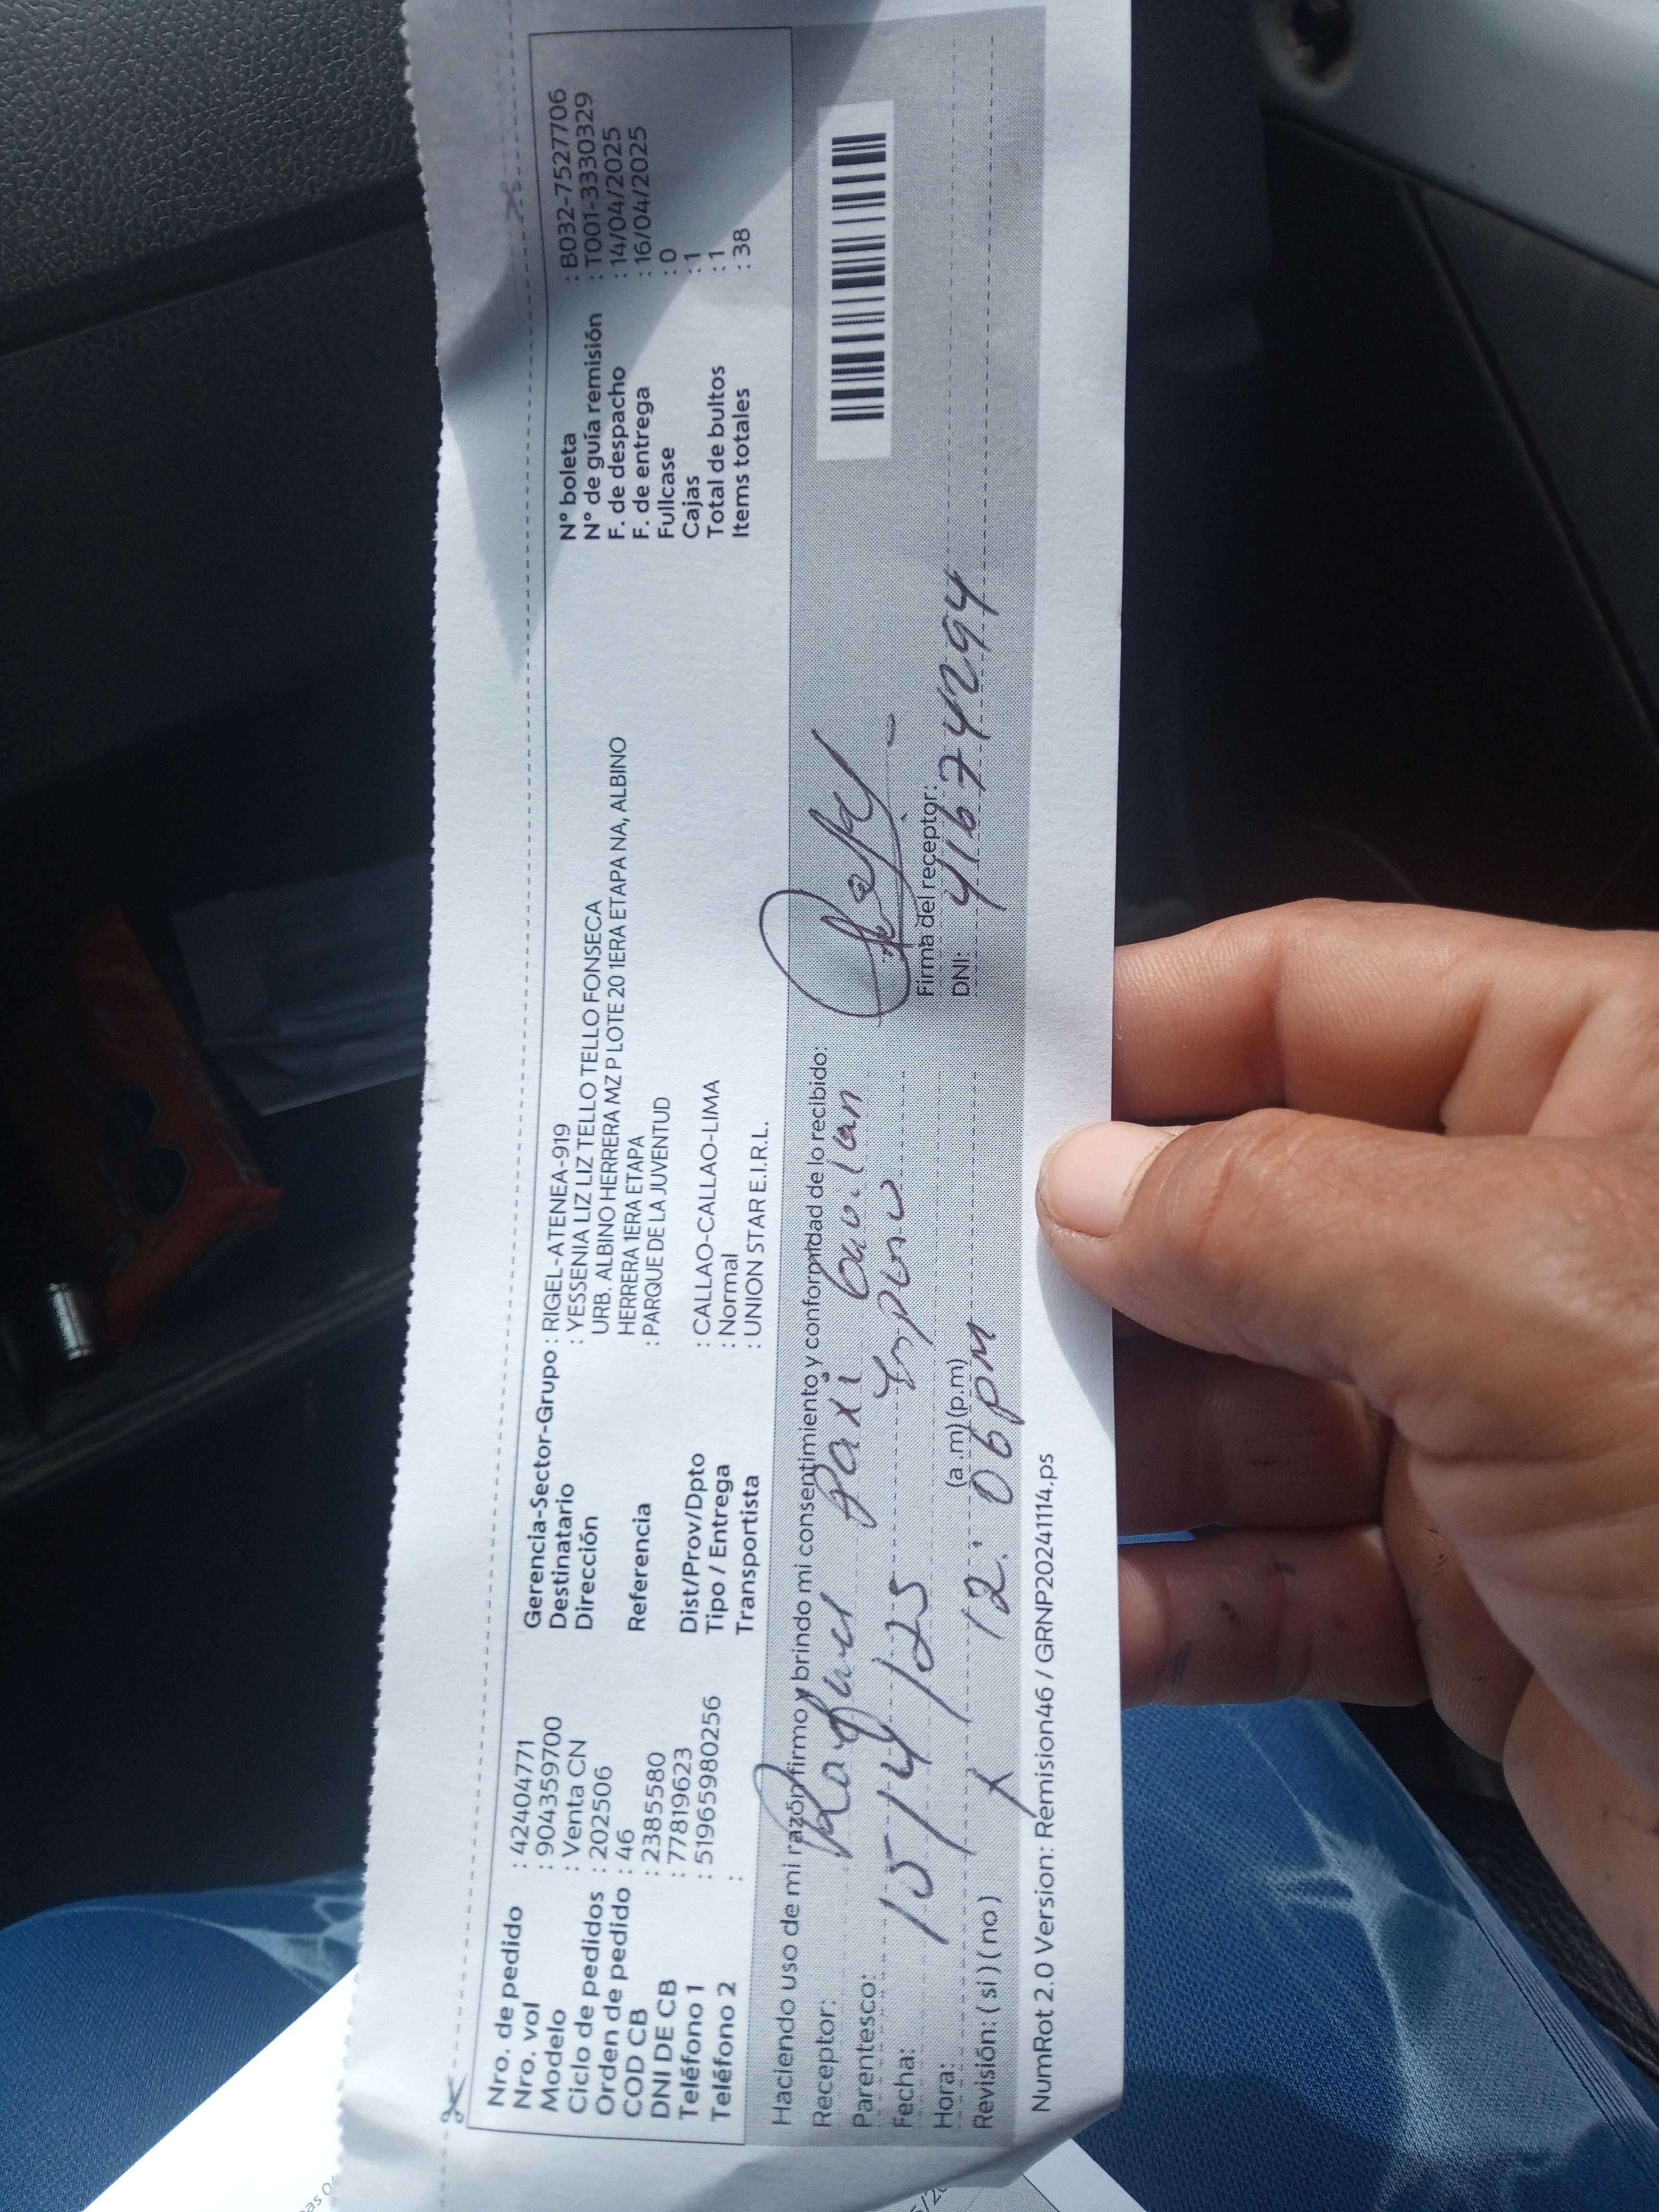 Nro. de pedido : 42404771
Nro. vol : 9043597​00
Modelo : Venta CN
Ciclo de pedidos : 202506
Orden de pedido : 46
COD CB : 2385580
DNI DE CB : 77819623
Teléfono 1 : 51965980256
Teléfono 2 :
Gerencia-Sector-Grupo : RIGEL-ATENEA-919
Destinatario : YESSENIA LIZ LIZ TELLO TELLO FONSECA
Dirección URB. ALBINO HERRERA MZ P LOTE 20 1ERA ETAPA NA, ALBINO
HERRERA 1ERA ETAPA
Referencia : PARQUE DE LA JUVENTUD
Dist/Prov/Dpto : CALLAO-CALLAO-LIMA
Tipo / Entrega : Normal
Transportista : UNION STAR E.I.R.L.
N° boleta : B032-7527706
N° de guía remisión : T001-3330329
F. de despacho : 14/04/2025
F. de entrega : 16/04/2025
Fullcase : 0
Cajas : 1
Total de bultos : 1
Items totales : 38
Haciendo uso de mi razón firmo y brindo mi consentimiento y conformidad de lo recibido:
Receptor:
Parentesco:
Fecha: 15/4/25
Hora: (a .m) (p.m)
12:06 pm
Revisión: ( si ) ( no )
Firma del receptor:
DNI: 41674294
NumRot 2.0 Version: Remision46 / GRNP20241114.ps